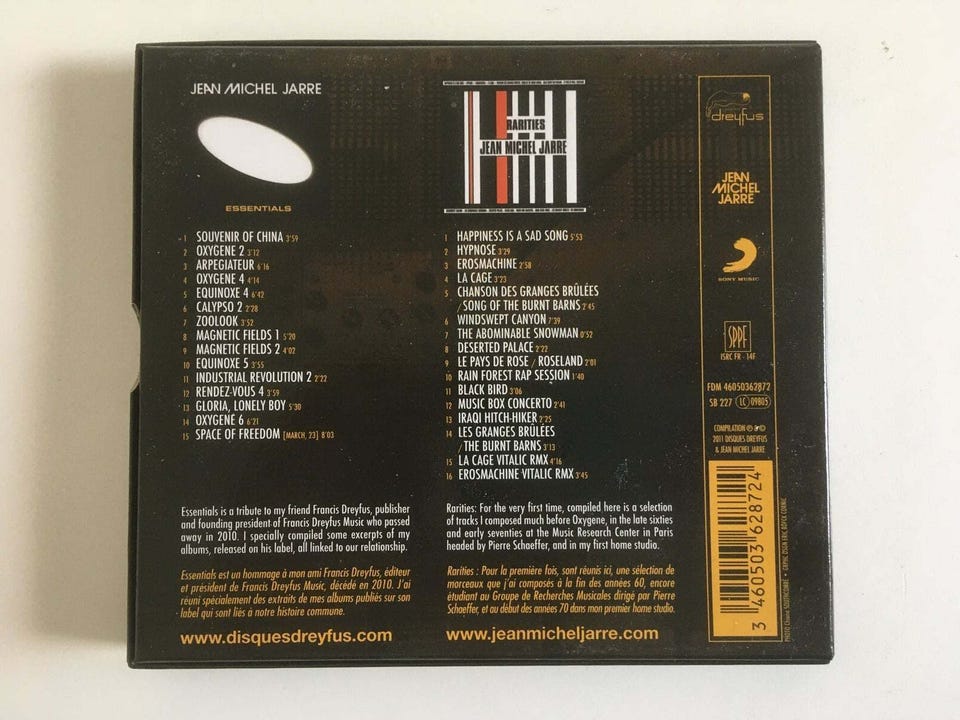 JEAN MICHEL JARRE
ESSENTIALS
1 SOUVENIR OF CHINA 3'59
2 OXYGENE 2 3'12
3 ARPEGIATEUR 6'16
4 OXYGENE 4 4'14
5 EQUINOXE 4 6'42
6 CALYPSO 2 2'28
7 ZOOLOOK 3'52
8 MAGNETIC FIELDS 1 5'20
9 MAGNETIC FIELDS 2 4'02
10 EQUINOXE 5 3'55
11 INDUSTRIAL REVOLUTION 2 2'22
12 RENDEZ-VOUS 4 3'59
13 GLORIA, LONELY BOY 5'30
14 OXYGENE 6 6'21
15 SPACE OF FREEDOM [MARCH, 23] 8'03
Essentials is a tribute to my friend Francis Dreyfus, publisher
and founding president of Francis Dreyfus Music who passed
away in 2010. I specially compiled some excerpts of my
albums, released on his label, all linked to our relationship.
Essentials est un hommage à mon ami Francis Dreyfus, éditeur
et président de Francis Dreyfus Music, décédé en 2010. J'ai
réuni spécialement des extraits de mes albums publiés sur son
label qui sont liés à notre histoire commune.
www.disquesdreyfus.com
RARITIES
JEAN MICHEL JARRE
1 HAPPINESS IS A SAD SONG 5'53
2 HYPNOSE 3'29
3 EROSMACHINE 2'58
4 LA CAGE 3'23
5 CHANSON DES GRANGES BRÛLÉES
/ SONG OF THE BURNT BARNS 2'45
6 WINDSWEPT CANYON 7'39
7 THE ABOMINABLE SNOWMAN 0'52
8 DESERTED PALACE 2'22
9 LE PAYS DE ROSE / ROSELAND 2'01
10 RAIN FOREST RAP SESSION 1'40
11 BLACK BIRD 3'06
12 MUSIC BOX CONCERTO 2'41
13 IRAQI HITCH-HIKER 2'25
14 LES GRANGES BRÛLÉES
/ THE BURNT BARNS 3'13
15 LA CAGE VITALIC RMX 4'16
16 EROSMACHINE VITALIC RMX 3'45
Rarities: For the very first time, compiled here is a selection
of tracks I composed much before Oxygene, in the late sixties
and early seventies at the Music Research Center in Paris
headed by Pierre Schaeffer, and in my first home studio.
Rarities : Pour la première fois, sont réunis ici, une sélection de
morceaux que j'ai composés à la fin des années 60, encore
étudiant au Groupe de Recherches Musicales dirigé par Pierre
Schaeffer, et au début des années 70 dans mon premier home studio.
www.jeanmicheljarre.com
dreyfus
JEAN
MICHEL
JARRE
SONY MUSIC
SPPF
ISRC FR - 14F
FDM 46050362872
SB 227 LC 09805
COMPILATION ℗ & ©
2011 DISQUES DREYFUS
& JEAN MICHEL JARRE
3 460503 628724